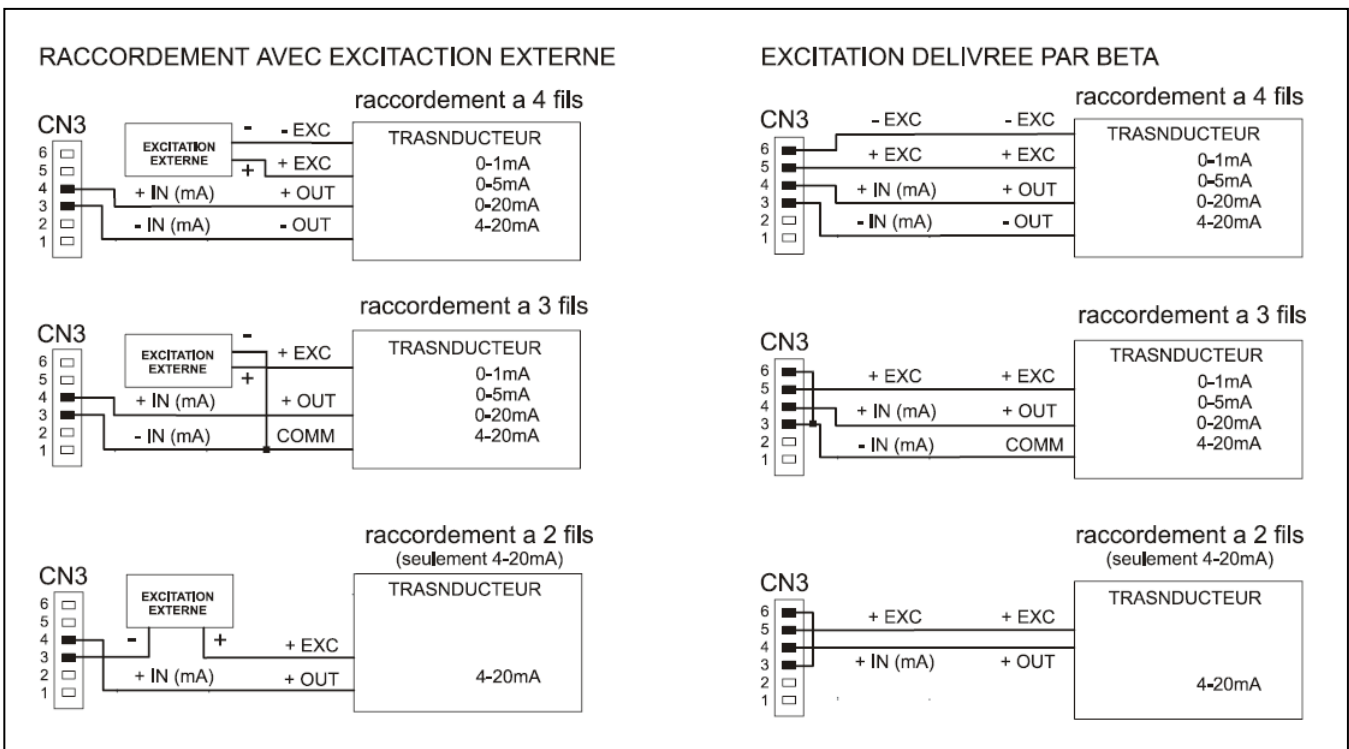 RACCORDEMENT AVEC EXCITACTION EXTERNE
raccordement a 4 fils
CN3
6
5
4
3
2
1
EXCITATION
EXTERNE
-
+
- EXC
+ EXC
+ IN (mA)
+ OUT
- IN (mA)
- OUT
TRASNDUCTEUR
0-1mA
0-5mA
0-20mA
4-20mA
raccordement a 3 fils
CN3
6
5
4
3
2
1
EXCITATION
EXTERNE
-
+
+ EXC
+ IN (mA)
+ OUT
- IN (mA)
COMM
TRASNDUCTEUR
0-1mA
0-5mA
0-20mA
4-20mA
raccordement a 2 fils
(seulement 4-20mA)
CN3
6
5
4
3
2
1
EXCITATION
EXTERNE
-
+
+ EXC
+ IN (mA)
+ OUT
TRASNDUCTEUR
4-20mA
EXCITATION DELIVREE PAR BETA
raccordement a 4 fils
CN3
6
5
4
3
2
1
- EXC
- EXC
+ EXC
+ EXC
+ IN (mA)
+ OUT
- IN (mA)
- OUT
TRASNDUCTEUR
0-1mA
0-5mA
0-20mA
4-20mA
raccordement a 3 fils
CN3
6
5
4
3
2
1
+ EXC
+ EXC
+ IN (mA)
+ OUT
- IN (mA)
COMM
TRASNDUCTEUR
0-1mA
0-5mA
0-20mA
4-20mA
raccordement a 2 fils
(seulement 4-20mA)
CN3
6
5
4
3
2
1
+ EXC
+ EXC
+ IN (mA)
+ OUT
TRASNDUCTEUR
4-20mA